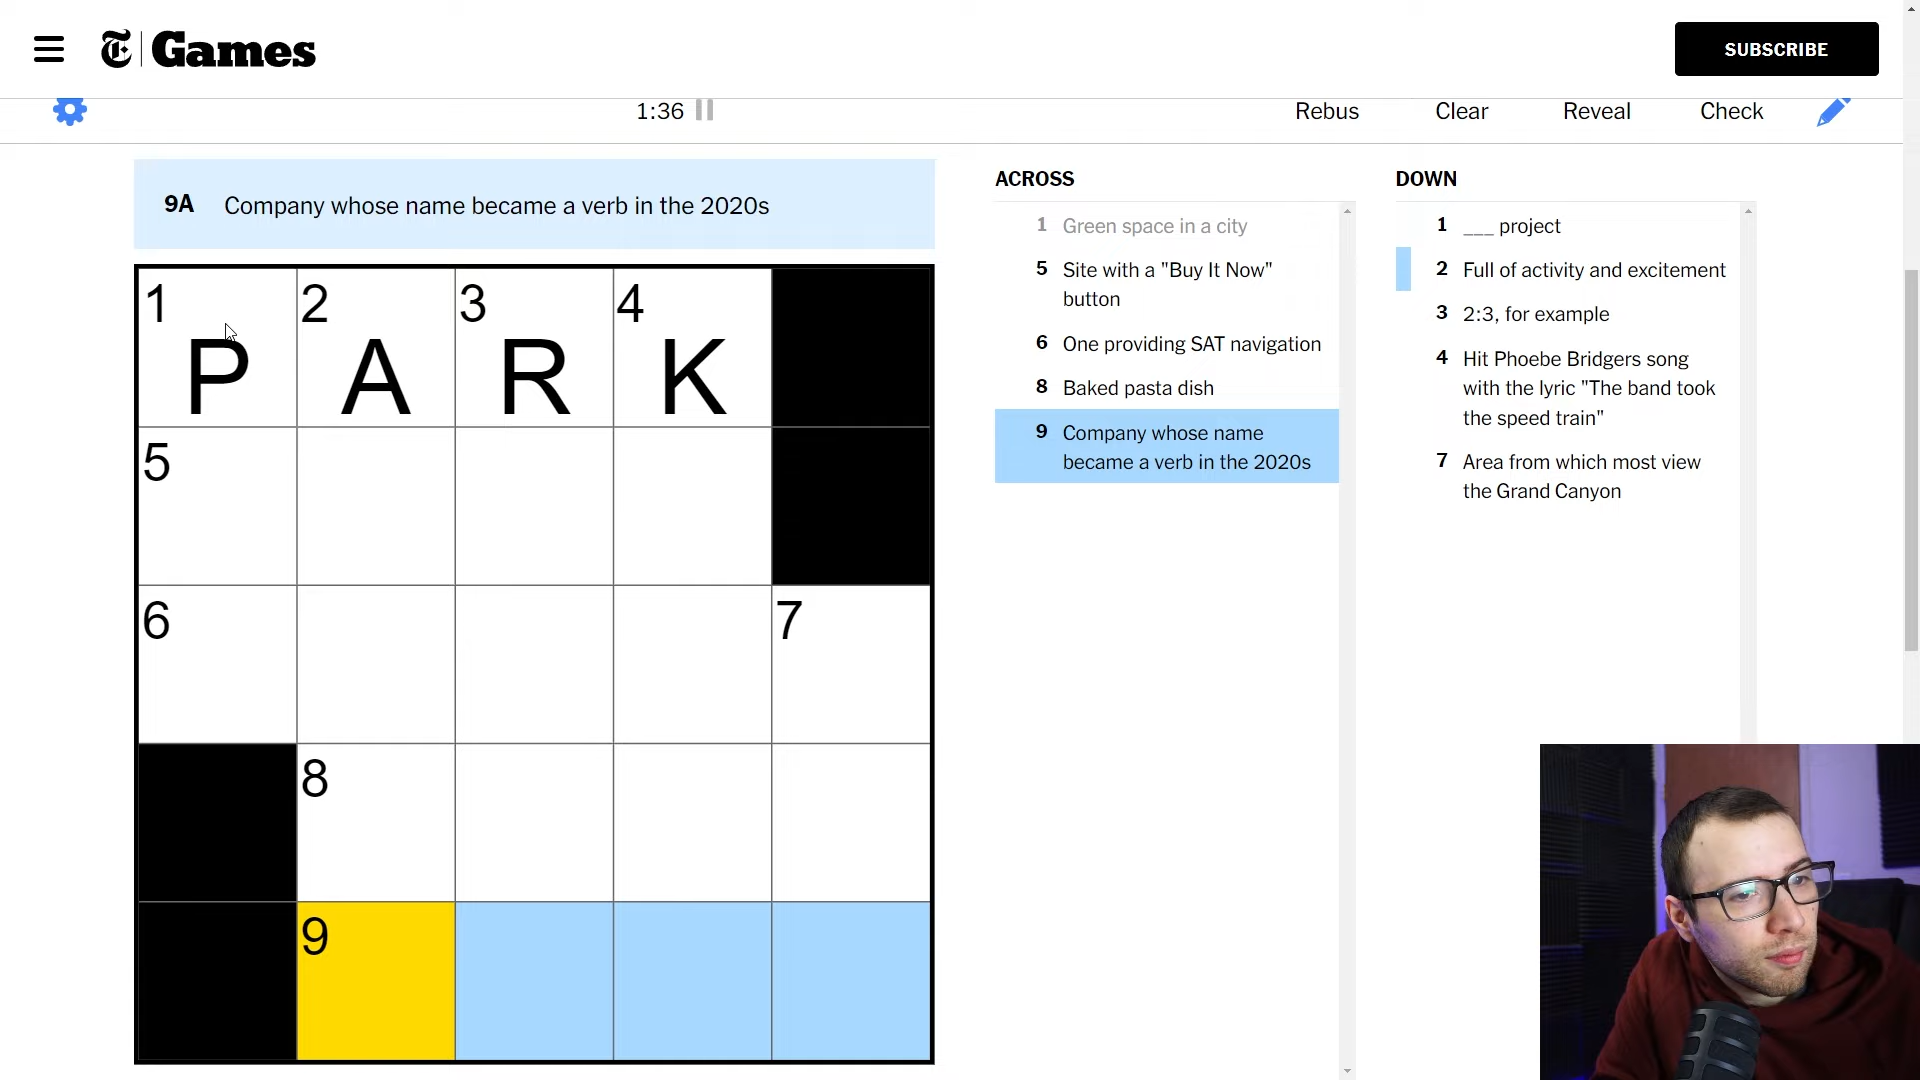 Games
SUBSCRIBE
1:36
Rebus
Clear
Reveal
Check
9A Company whose name became a verb in the 2020s
1 2 3 4
P A R K
5
6 7
8
9
ACROSS
1 Green space in a city
5 Site with a "Buy It Now"
button
6 One providing SAT navigation
8 Baked pasta dish
9 Company whose name
became a verb in the 2020s
DOWN
1 ___ project
2 Full of activity and excitement
3 2:3, for example
4 Hit Phoebe Bridgers song
with the lyric "The band took
the speed train"
7 Area from which most view
the Grand Canyon